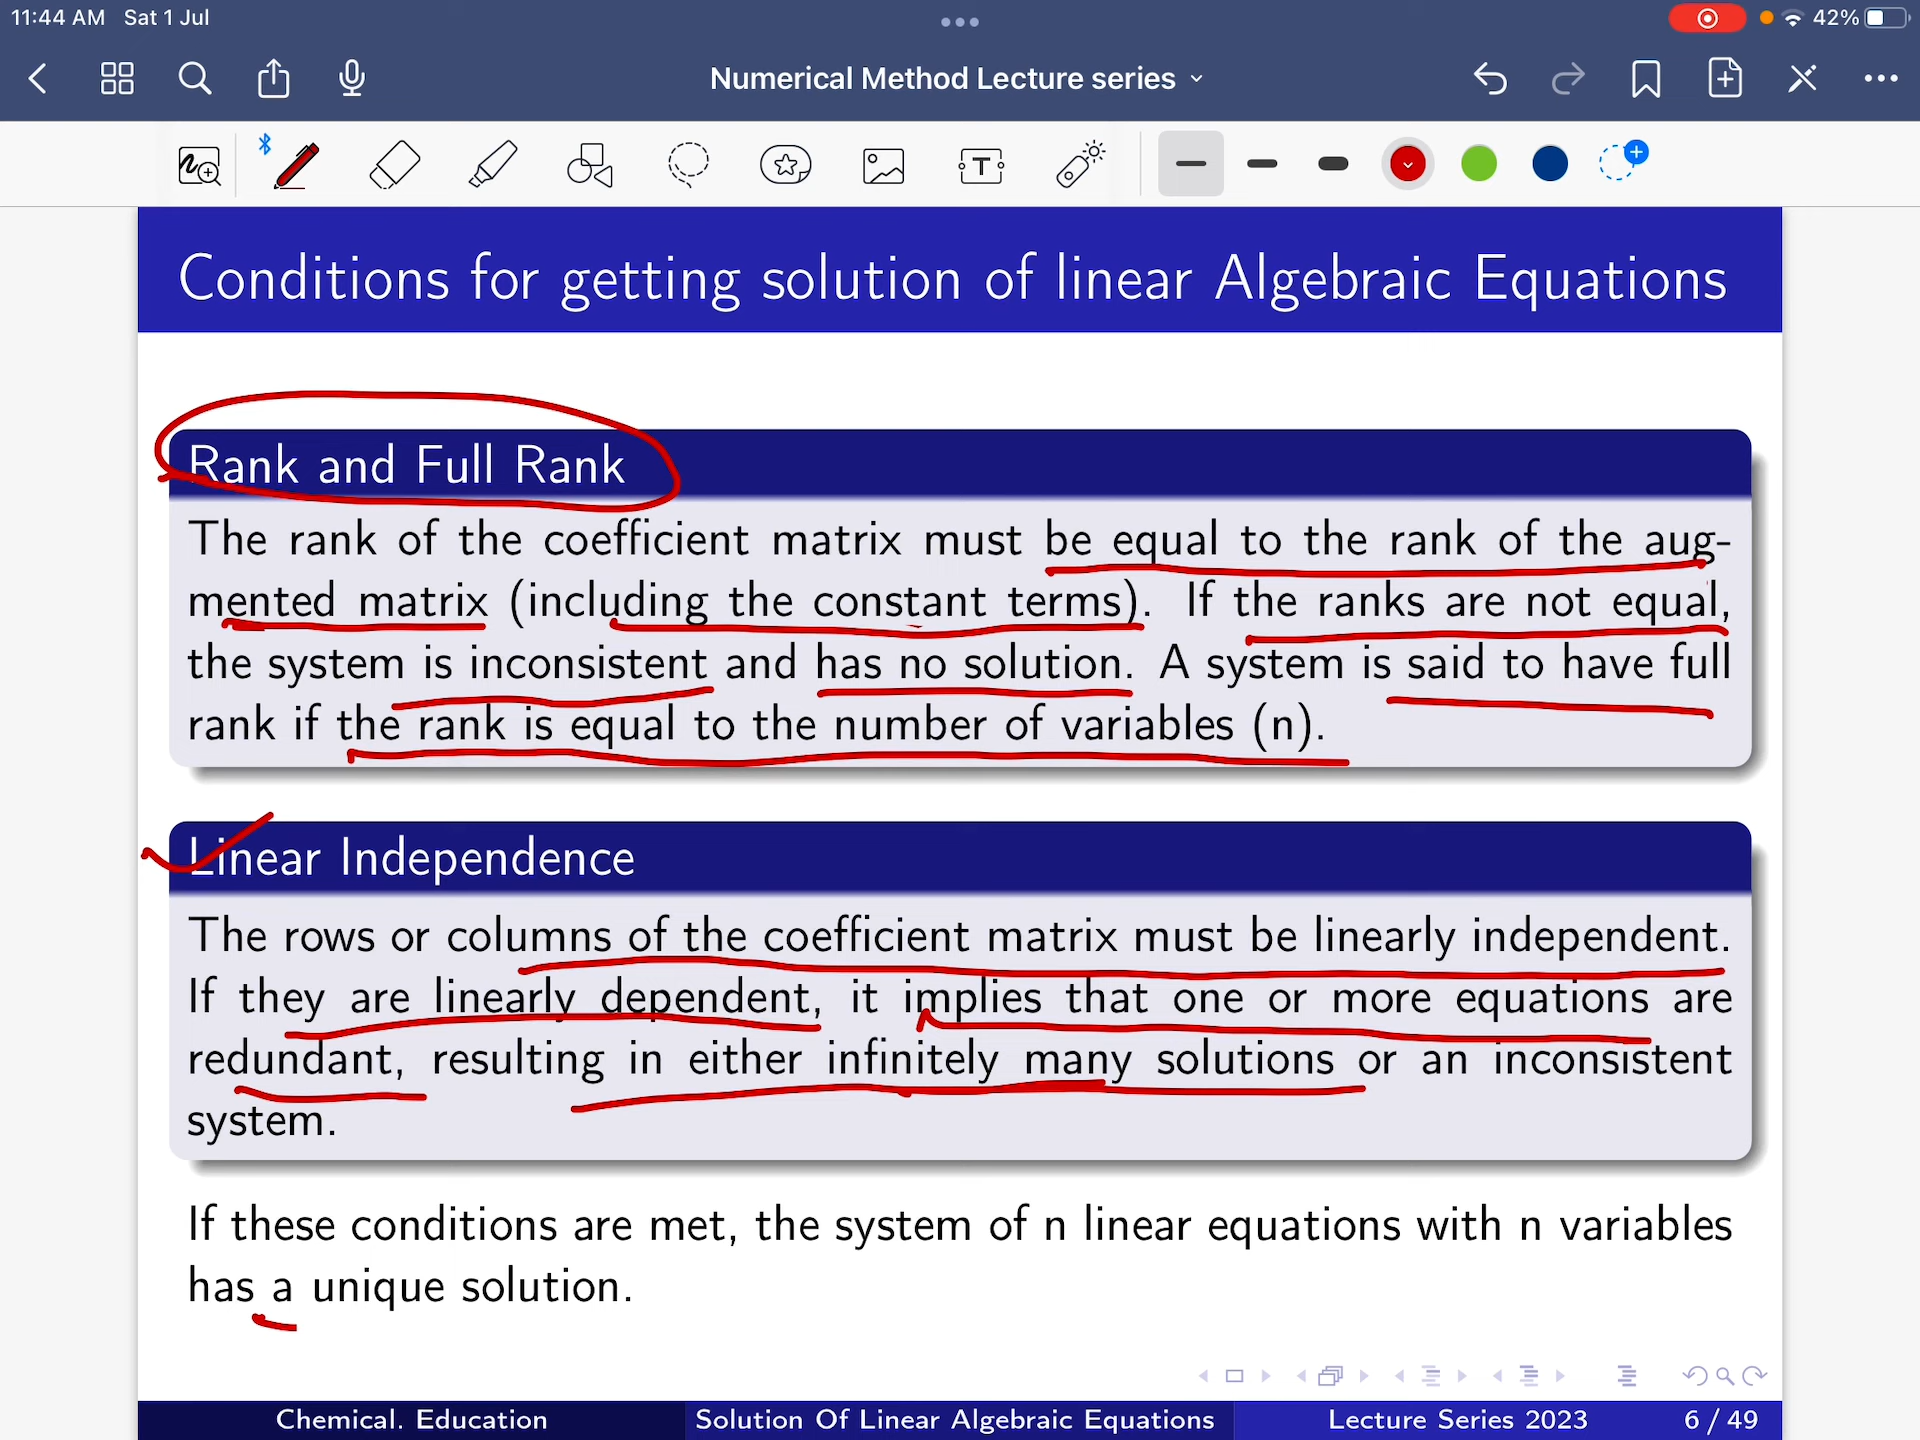 11:44 AM Sat 1 Jul
42%
Numerical Method Lecture series
T
Conditions for getting solution of linear Algebraic Equations
Rank and Full Rank
The rank of the coefficient matrix must be equal to the rank of the aug-
mented matrix (including the constant terms). If the ranks are not equal,
the system is inconsistent and has no solution. A system is said to have full
rank if the rank is equal to the number of variables (n).
Linear Independence
The rows or columns of the coefficient matrix must be linearly independent.
If they are linearly dependent, it implies that one or more equations are
redundant, resulting in either infinitely many solutions or an inconsistent
system.
If these conditions are met, the system of n linear equations with n variables
has a unique solution.
Chemical. Education Solution Of Linear Algebraic Equations Lecture Series 2023 6 / 49